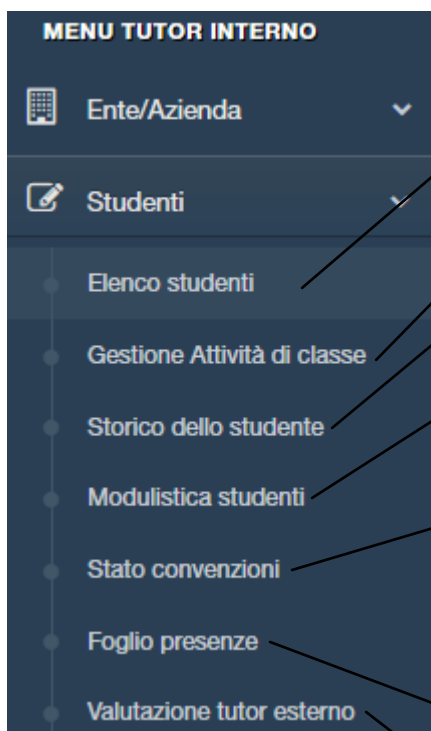 MENU TUTOR INTERNO
Ente/Azienda
Studenti
Elenco studenti
Gestione Attività di classe
Storico dello studente
Modulistica studenti
Stato convenzioni
Foglio presenze
Valutazione tutor esterno